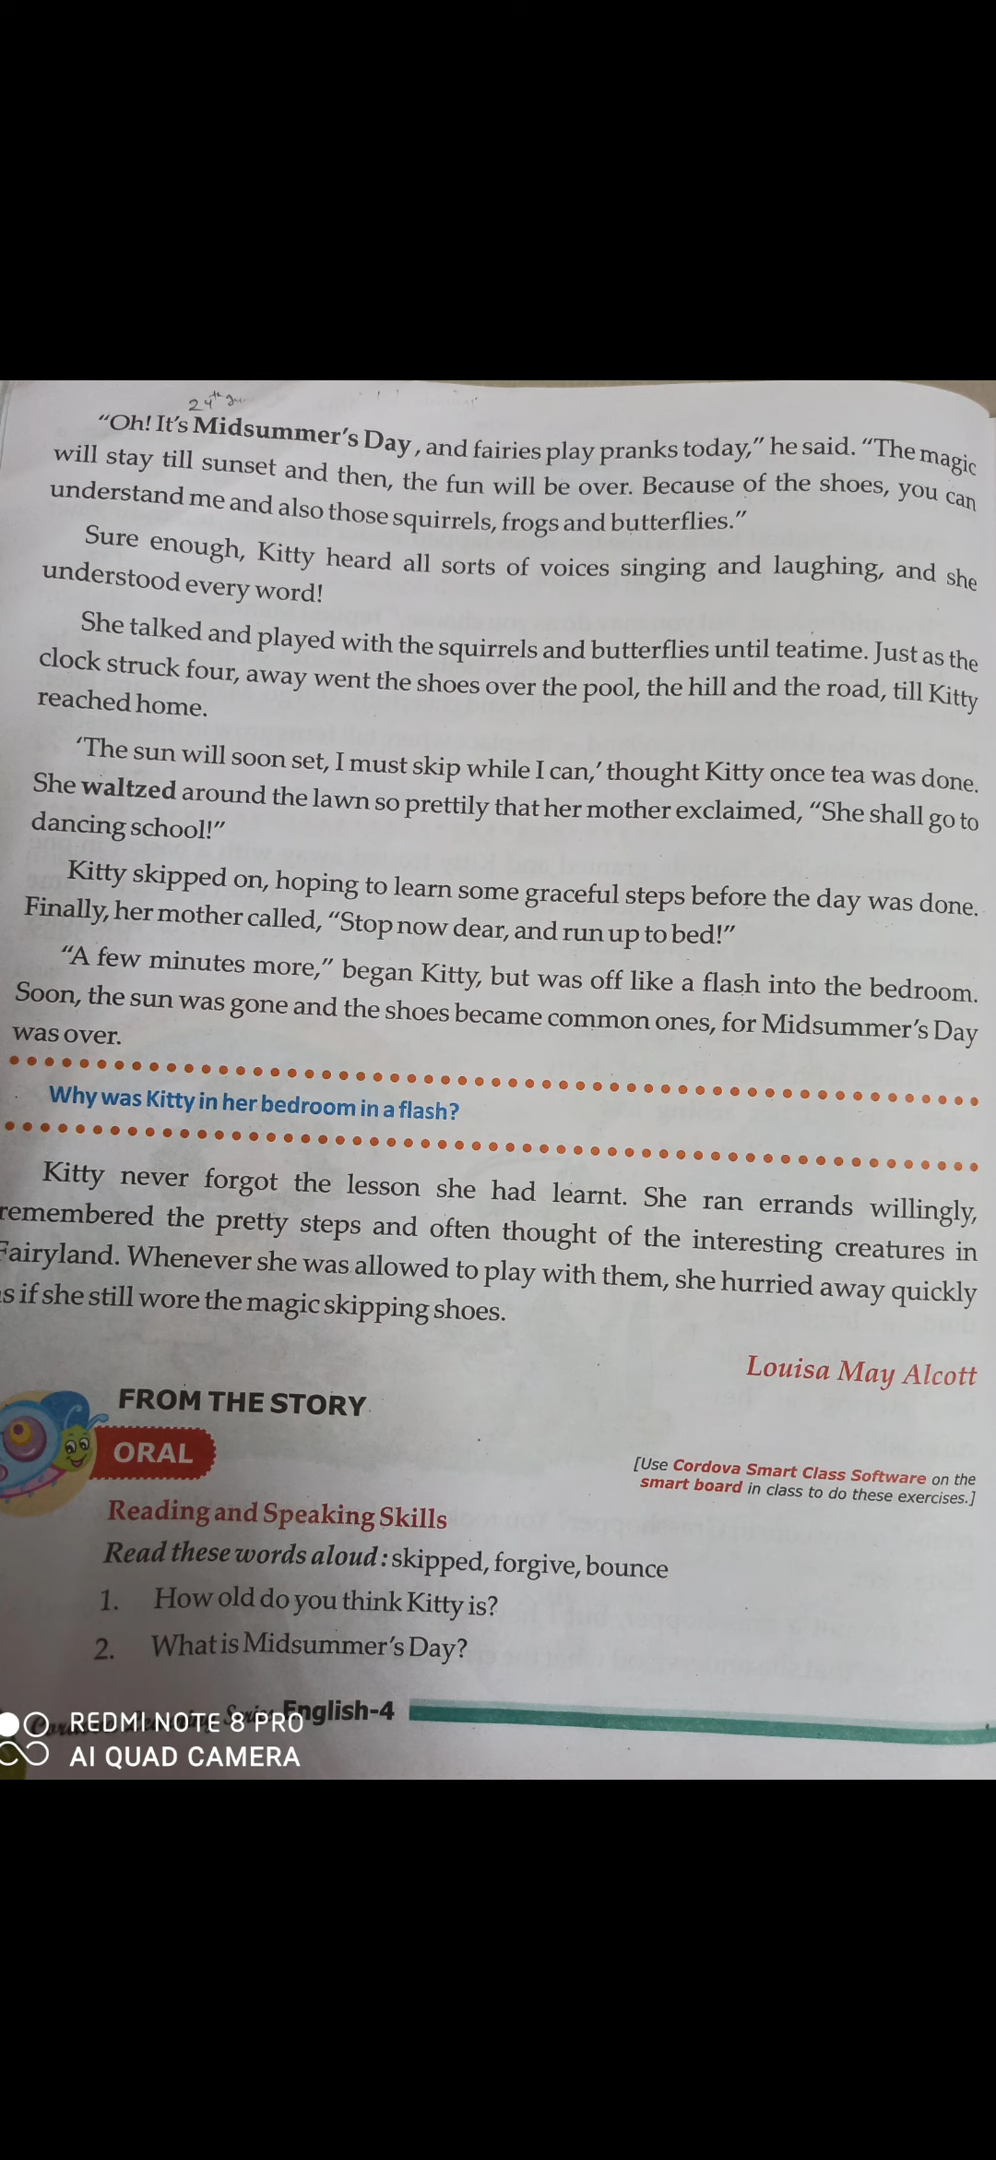 24th
"Oh! It's Midsummer's Day, and fairies play pranks today," he said. "The magic
will stay till sunset and then, the fun will be over. Because of the shoes, you can
understand me and also those squirrels, frogs and butterflies."
Sure enough, Kitty heard all sorts of voices singing and laughing, and she
understood every word!
She talked and played with the squirrels and butterflies until teatime. Just as the
clock struck four, away went the shoes over the pool, the hill and the road, till Kitty
reached home.
'The sun will soon set, I must skip while I can,' thought Kitty once tea was done.
She waltzed around the lawn so prettily that her mother exclaimed, "She shall go to
dancing school!"
Kitty skipped on, hoping to learn some graceful steps before the day was done.
Finally, her mother called, "Stop now dear, and run up to bed!"
"A few minutes more," began Kitty, but was off like a flash into the bedroom.
Soon, the sun was gone and the shoes became common ones, for Midsummer's Day
was over.
Why was Kitty in her bedroom in a flash?
Kitty never forgot the lesson she had learnt. She ran errands willingly,
remembered the pretty steps and often thought of the interesting creatures in
Fairyland. Whenever she was allowed to play with them, she hurried away quickly
as if she still wore the magic skipping shoes.
Louisa May Alcott
FROM THE STORY
ORAL
[Use Cordova Smart Class Software on the
smart board in class to do these exercises.]
Reading and Speaking Skills
Read these words aloud : skipped, forgive, bounce
1. How old do you think Kitty is?
2. What is Midsummer's Day?
English-4
REDMI NOTE 8 PRO
AI QUAD CAMERA